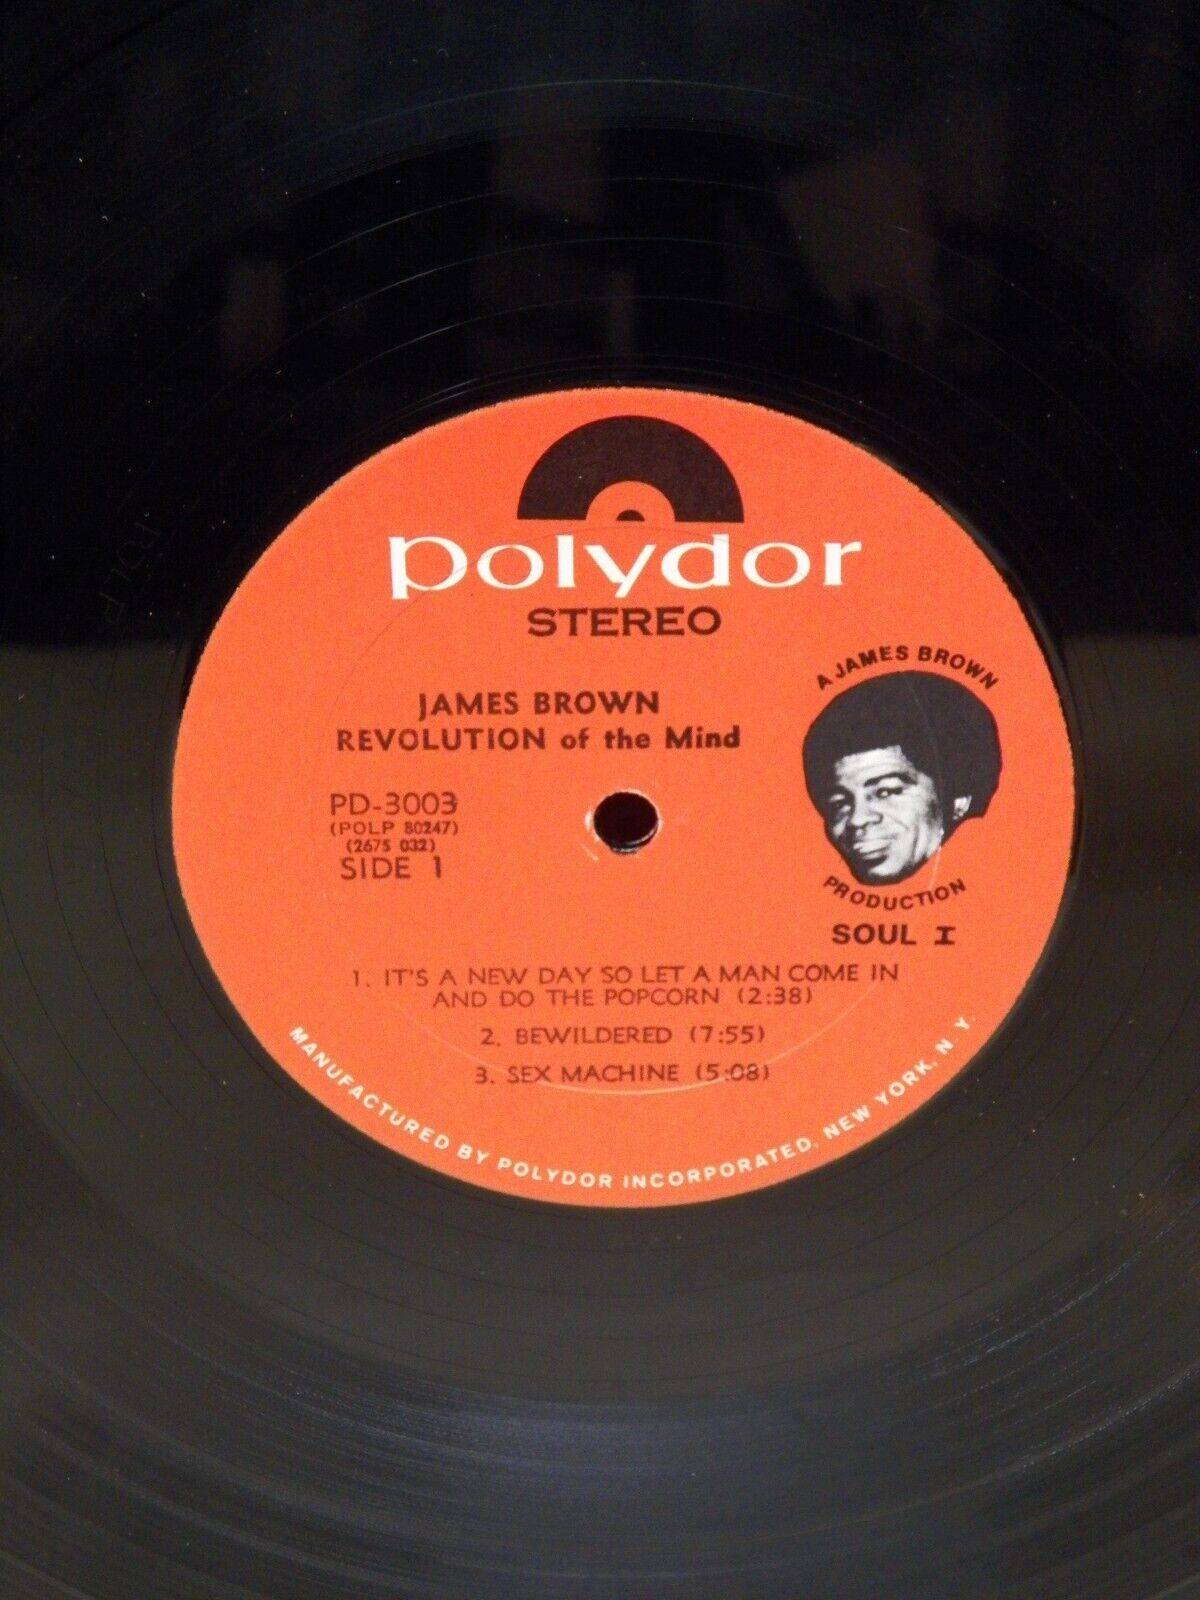 polydor
STEREO
JAMES BROWN
REVOLUTION of the Mind
PD-3003
(POLP 80247)
(2675 032)
SIDE 1
A JAMES BROWN
PRODUCTION
SOUL I
1. IT'S A NEW DAY SO LET A MAN COME IN
AND DO THE POPCORN (2:38)
2. BEWILDERED (7:55)
3. SEX MACHINE (5:08)
MANUFACTURED BY POLYDOR INCORPORATED, NEW YORK, N.Y.